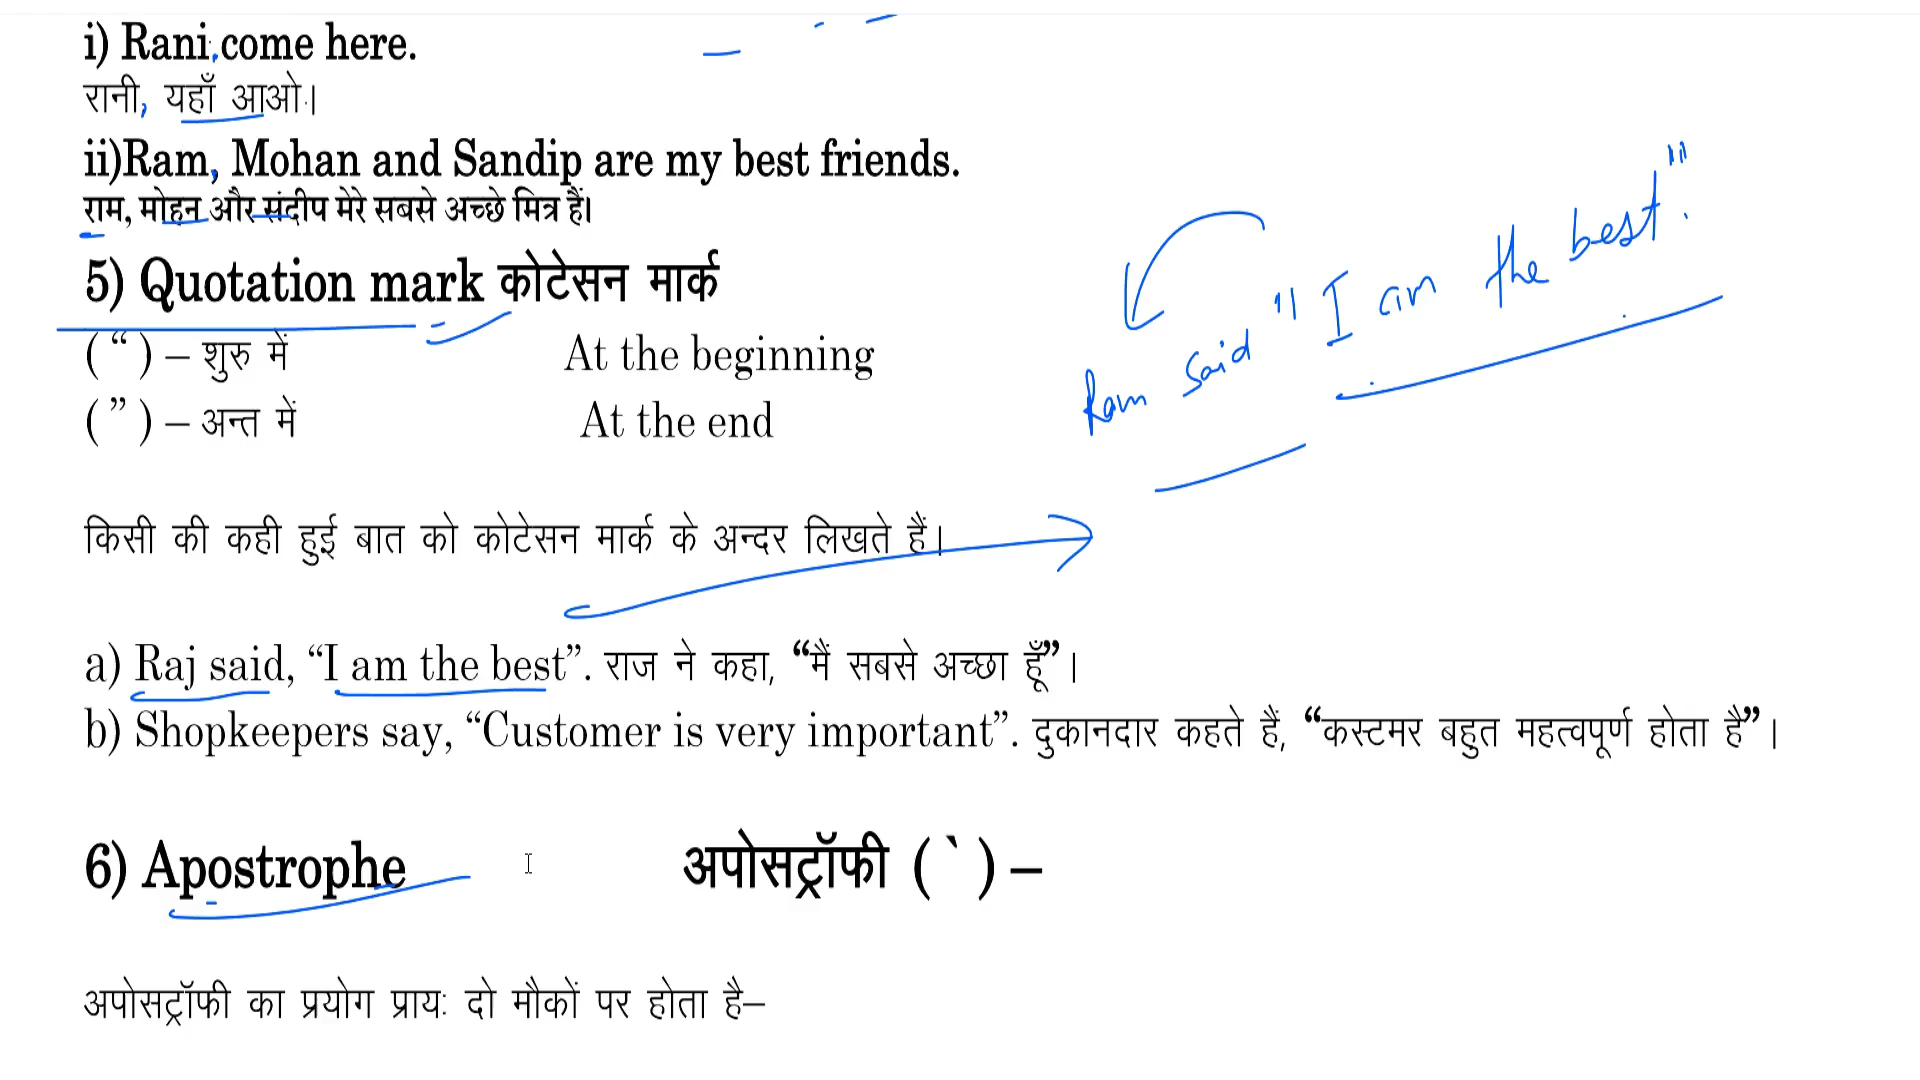 i) Rani,come here.
रानी, यहाँ आओ।
ii)Ram, Mohan and Sandip are my best friends.
राम, मोहन और संदीप मेरे सबसे अच्छे मित्र हैं।
5) Quotation mark कोटेसन मार्क
( “ ) – शुरु में At the beginning
( ” ) – अन्त में At the end
Ram said " I am the best."
किसी की कही हुई बात को कोटेसन मार्क के अन्दर लिखते हैं।
a) Raj said, “I am the best”. राज ने कहा, “मैं सबसे अच्छा हूँ”।
b) Shopkeepers say, “Customer is very important”. दुकानदार कहते हैं, “कस्टमर बहुत महत्वपूर्ण होता है”।
6) Apostrophe अपोसट्रॉफी ( ` ) –
अपोसट्रॉफी का प्रयोग प्रायः दो मौकों पर होता है–